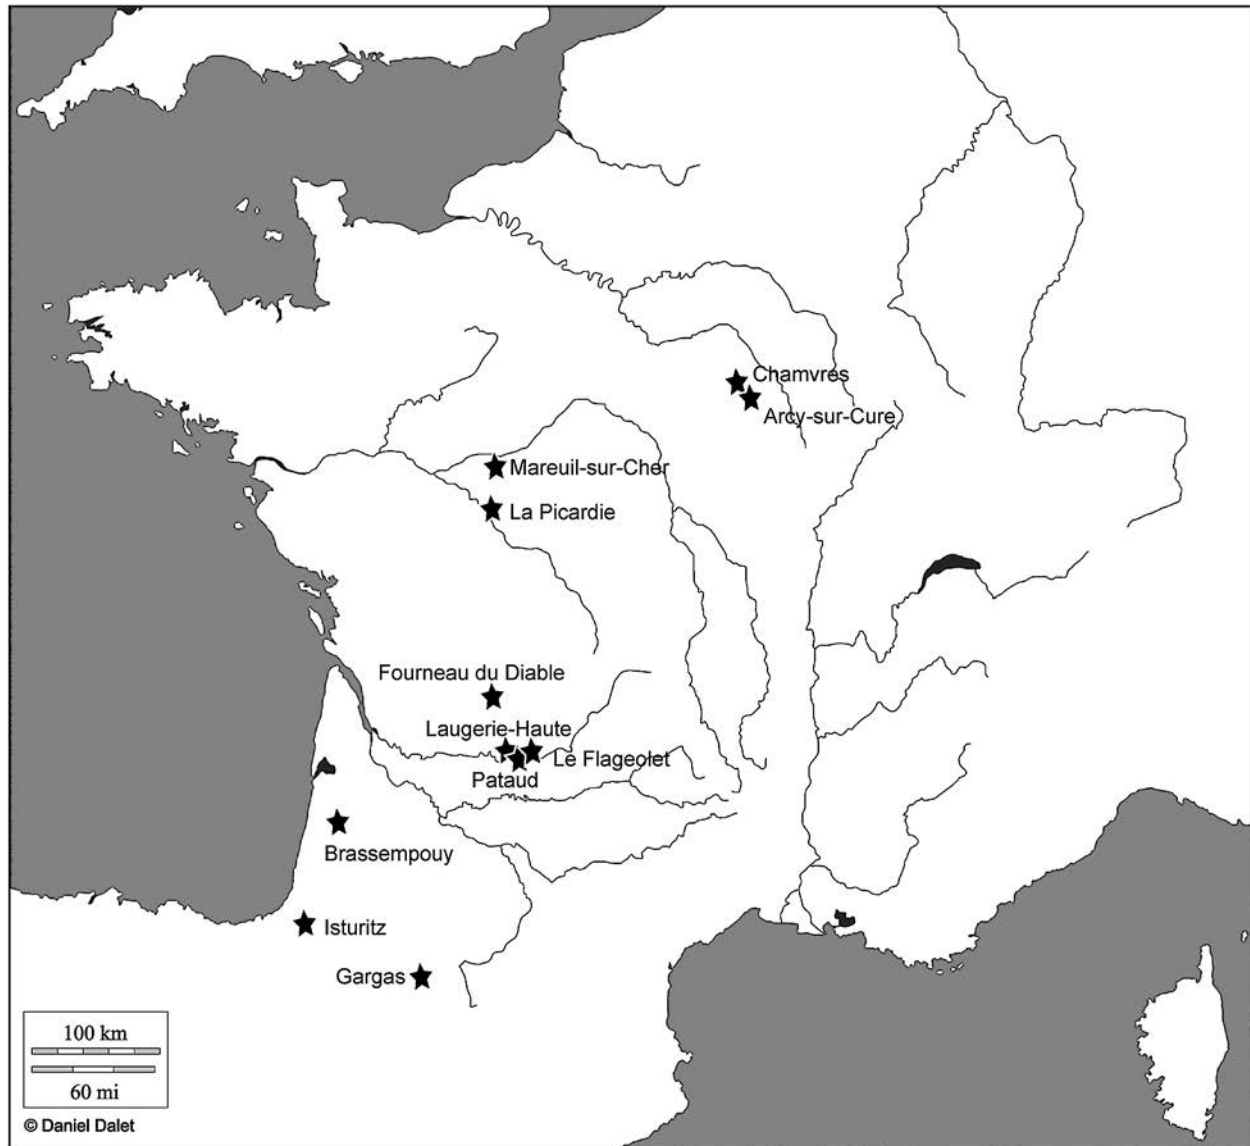 Chamvres
Arcy-sur-Cure
Mareuil-sur-Cher
La Picardie
Fourneau du Diable
Laugerie-Haute
Le Flageolet
Pataud
Brassempouy
Isturitz
Gargas
100 km
60 mi
© Daniel Dalet